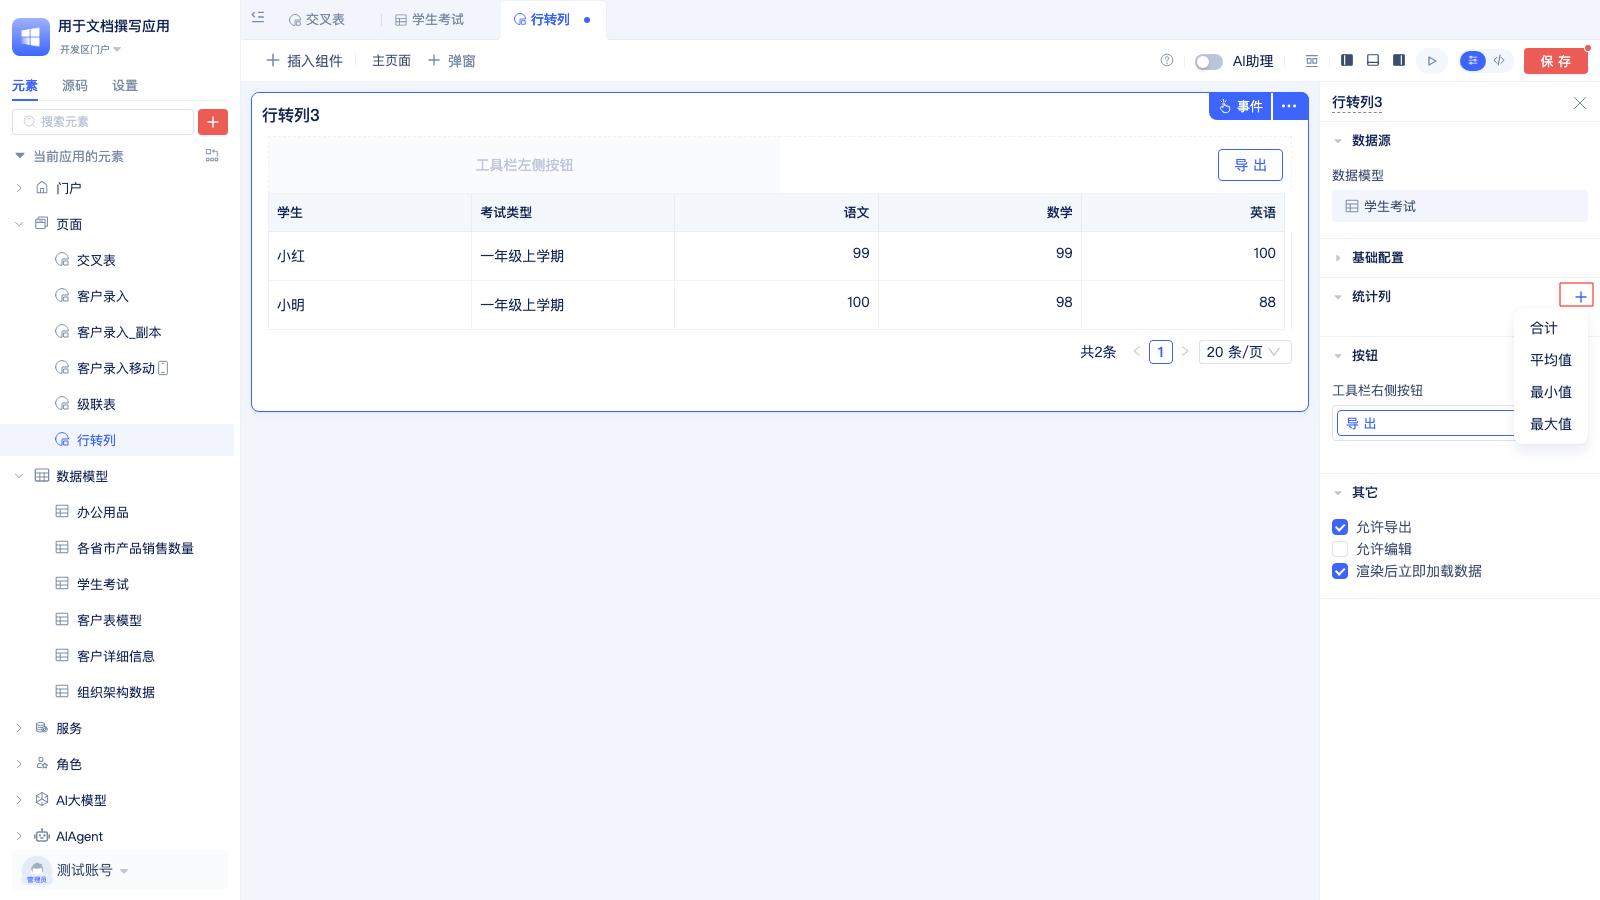 用于文档撰写应用
开发区门户
元素 源码 设置
搜索元素
当前应用的元素
门户
页面
交叉表
客户录入
客户录入_副本
客户录入移动
级联表
行转列
数据模型
办公用品
各省市产品销售数量
学生考试
客户表模型
客户详细信息
组织架构数据
服务
角色
AI大模型
AIAgent
管理员
测试账号
交叉表 学生考试 行转列
插入组件 主页面 弹窗 AI助理 保 存
行转列3 事件
工具栏左侧按钮 导 出
学生 考试类型 语文 数学 英语
小红 一年级上学期 99 99 100
小明 一年级上学期 100 98 88
共2条 1 20 条/页
行转列3
数据源
数据模型
学生考试
基础配置
统计列
合计
平均值
最小值
最大值
按钮
工具栏右侧按钮
导 出
其它
允许导出
允许编辑
渲染后立即加载数据